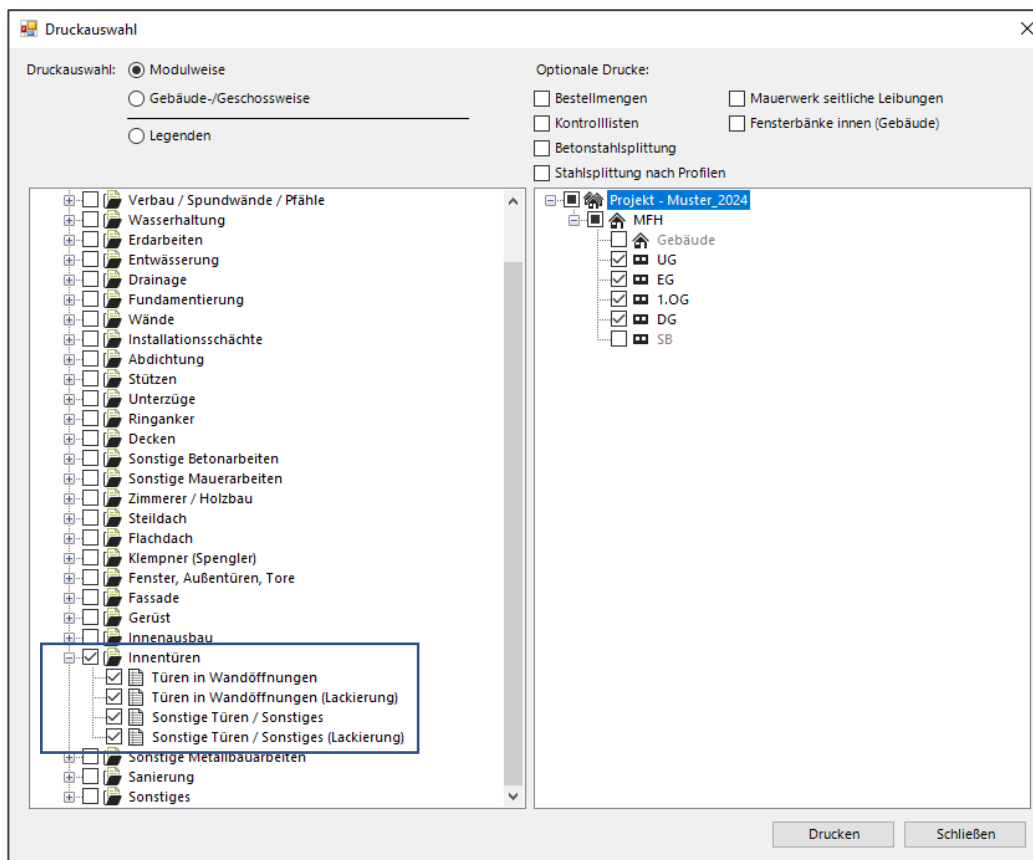 Druckauswahl
Druckauswahl: Modulweise
Gebäude-/Geschossweise
Legenden
Optionale Drucke:
Bestellmengen Mauerwerk seitliche Leibungen
Kontrolllisten Fensterbänke innen (Gebäude)
Betonstahlsplittung
Stahlsplittung nach Profilen
Verbau / Spundwände / Pfähle
Wasserhaltung
Erdarbeiten
Entwässerung
Drainage
Fundamentierung
Wände
Installationsschächte
Abdichtung
Stützen
Unterzüge
Ringanker
Decken
Sonstige Betonarbeiten
Sonstige Mauerarbeiten
Zimmerer / Holzbau
Steildach
Flachdach
Klempner (Spengler)
Fenster, Außentüren, Tore
Fassade
Gerüst
Innenausbau
Innentüren
Türen in Wandöffnungen
Türen in Wandöffnungen (Lackierung)
Sonstige Türen / Sonstiges
Sonstige Türen / Sonstiges (Lackierung)
Sonstige Metallbauarbeiten
Sanierung
Sonstiges
Projekt - Muster_2024
MFH
Gebäude
UG
EG
1.OG
DG
SB
Drucken Schließen